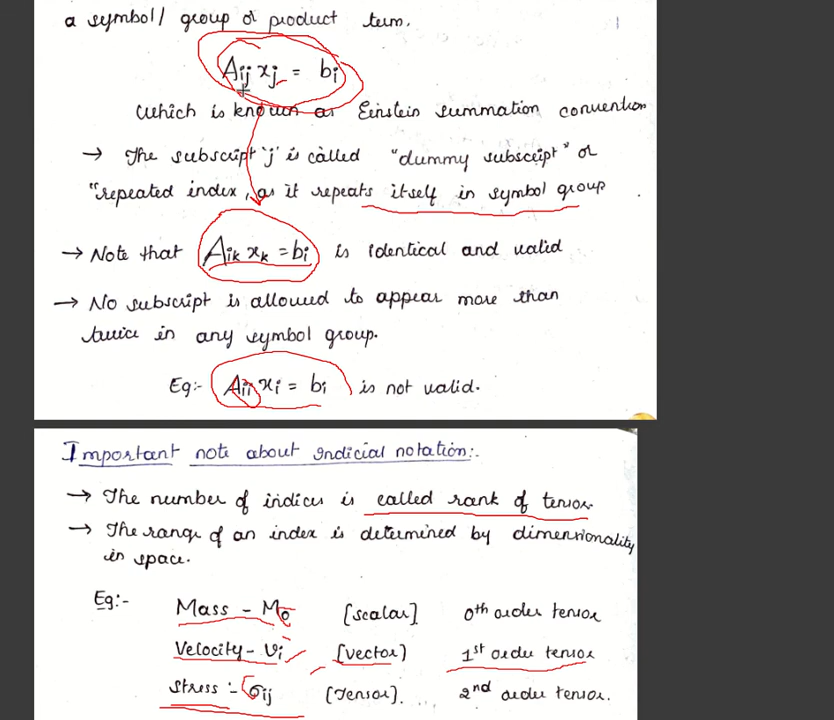 a symbol/ group or product term.
Aij xj = bi
which is known as Einstein summation convention
→ The subscript 'j' is called "dummy subscript" or
"repeated index, as it repeats itself in symbol group
→ Note that Aik xk = bi is identical and valid
→ No subscript is allowed to appear more than
twice in any symbol group.
Eg:- Aii xi = bi is not valid.
Important note about indicial notation:-
→ The number of indices is called rank of tensor
→ The range of an index is determined by dimensionality
in space.
Eg:- Mass - M0 [scalar] 0th order tensor
Velocity - vi [vector] 1st order tensor
Stress :- σij [Tensor]. 2nd order tensor.